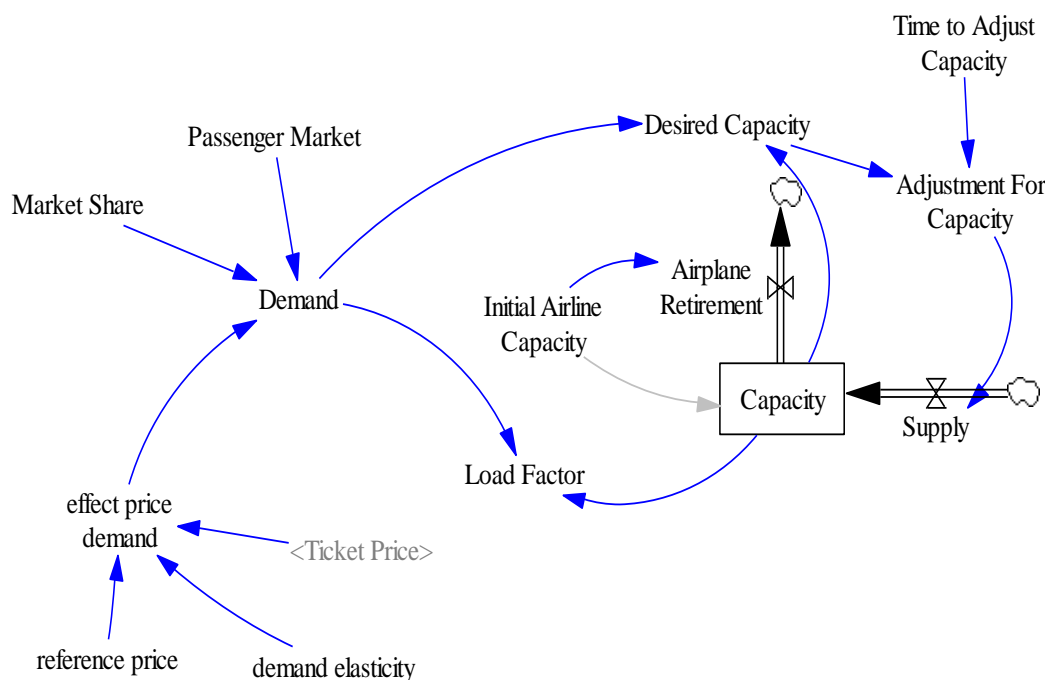 Time to Adjust
Capacity
Passenger Market
Desired Capacity
Market Share
Adjustment For
Capacity
Demand
Initial Airline
Capacity
Airplane
Retirement
Capacity
Supply
Load Factor
effect price
demand
<Ticket Price>
reference price
demand elasticity